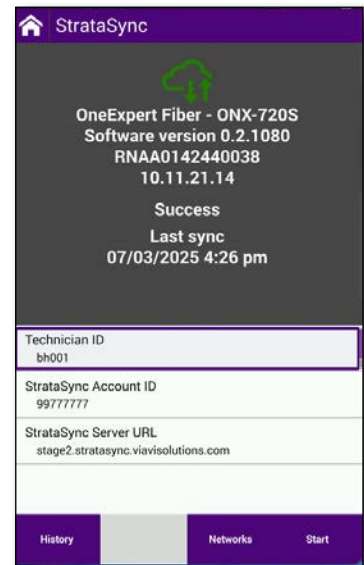 StrataSync
OneExpert Fiber - ONX-720S
Software version 0.2.1080
RNAA0142440038
10.11.21.14
Success
Last sync
07/03/2025 4:26 pm
Technician ID
bh001
StrataSync Account ID
99777777
StrataSync Server URL
stage2.stratasync.viavisolutions.com
History
Networks
Start